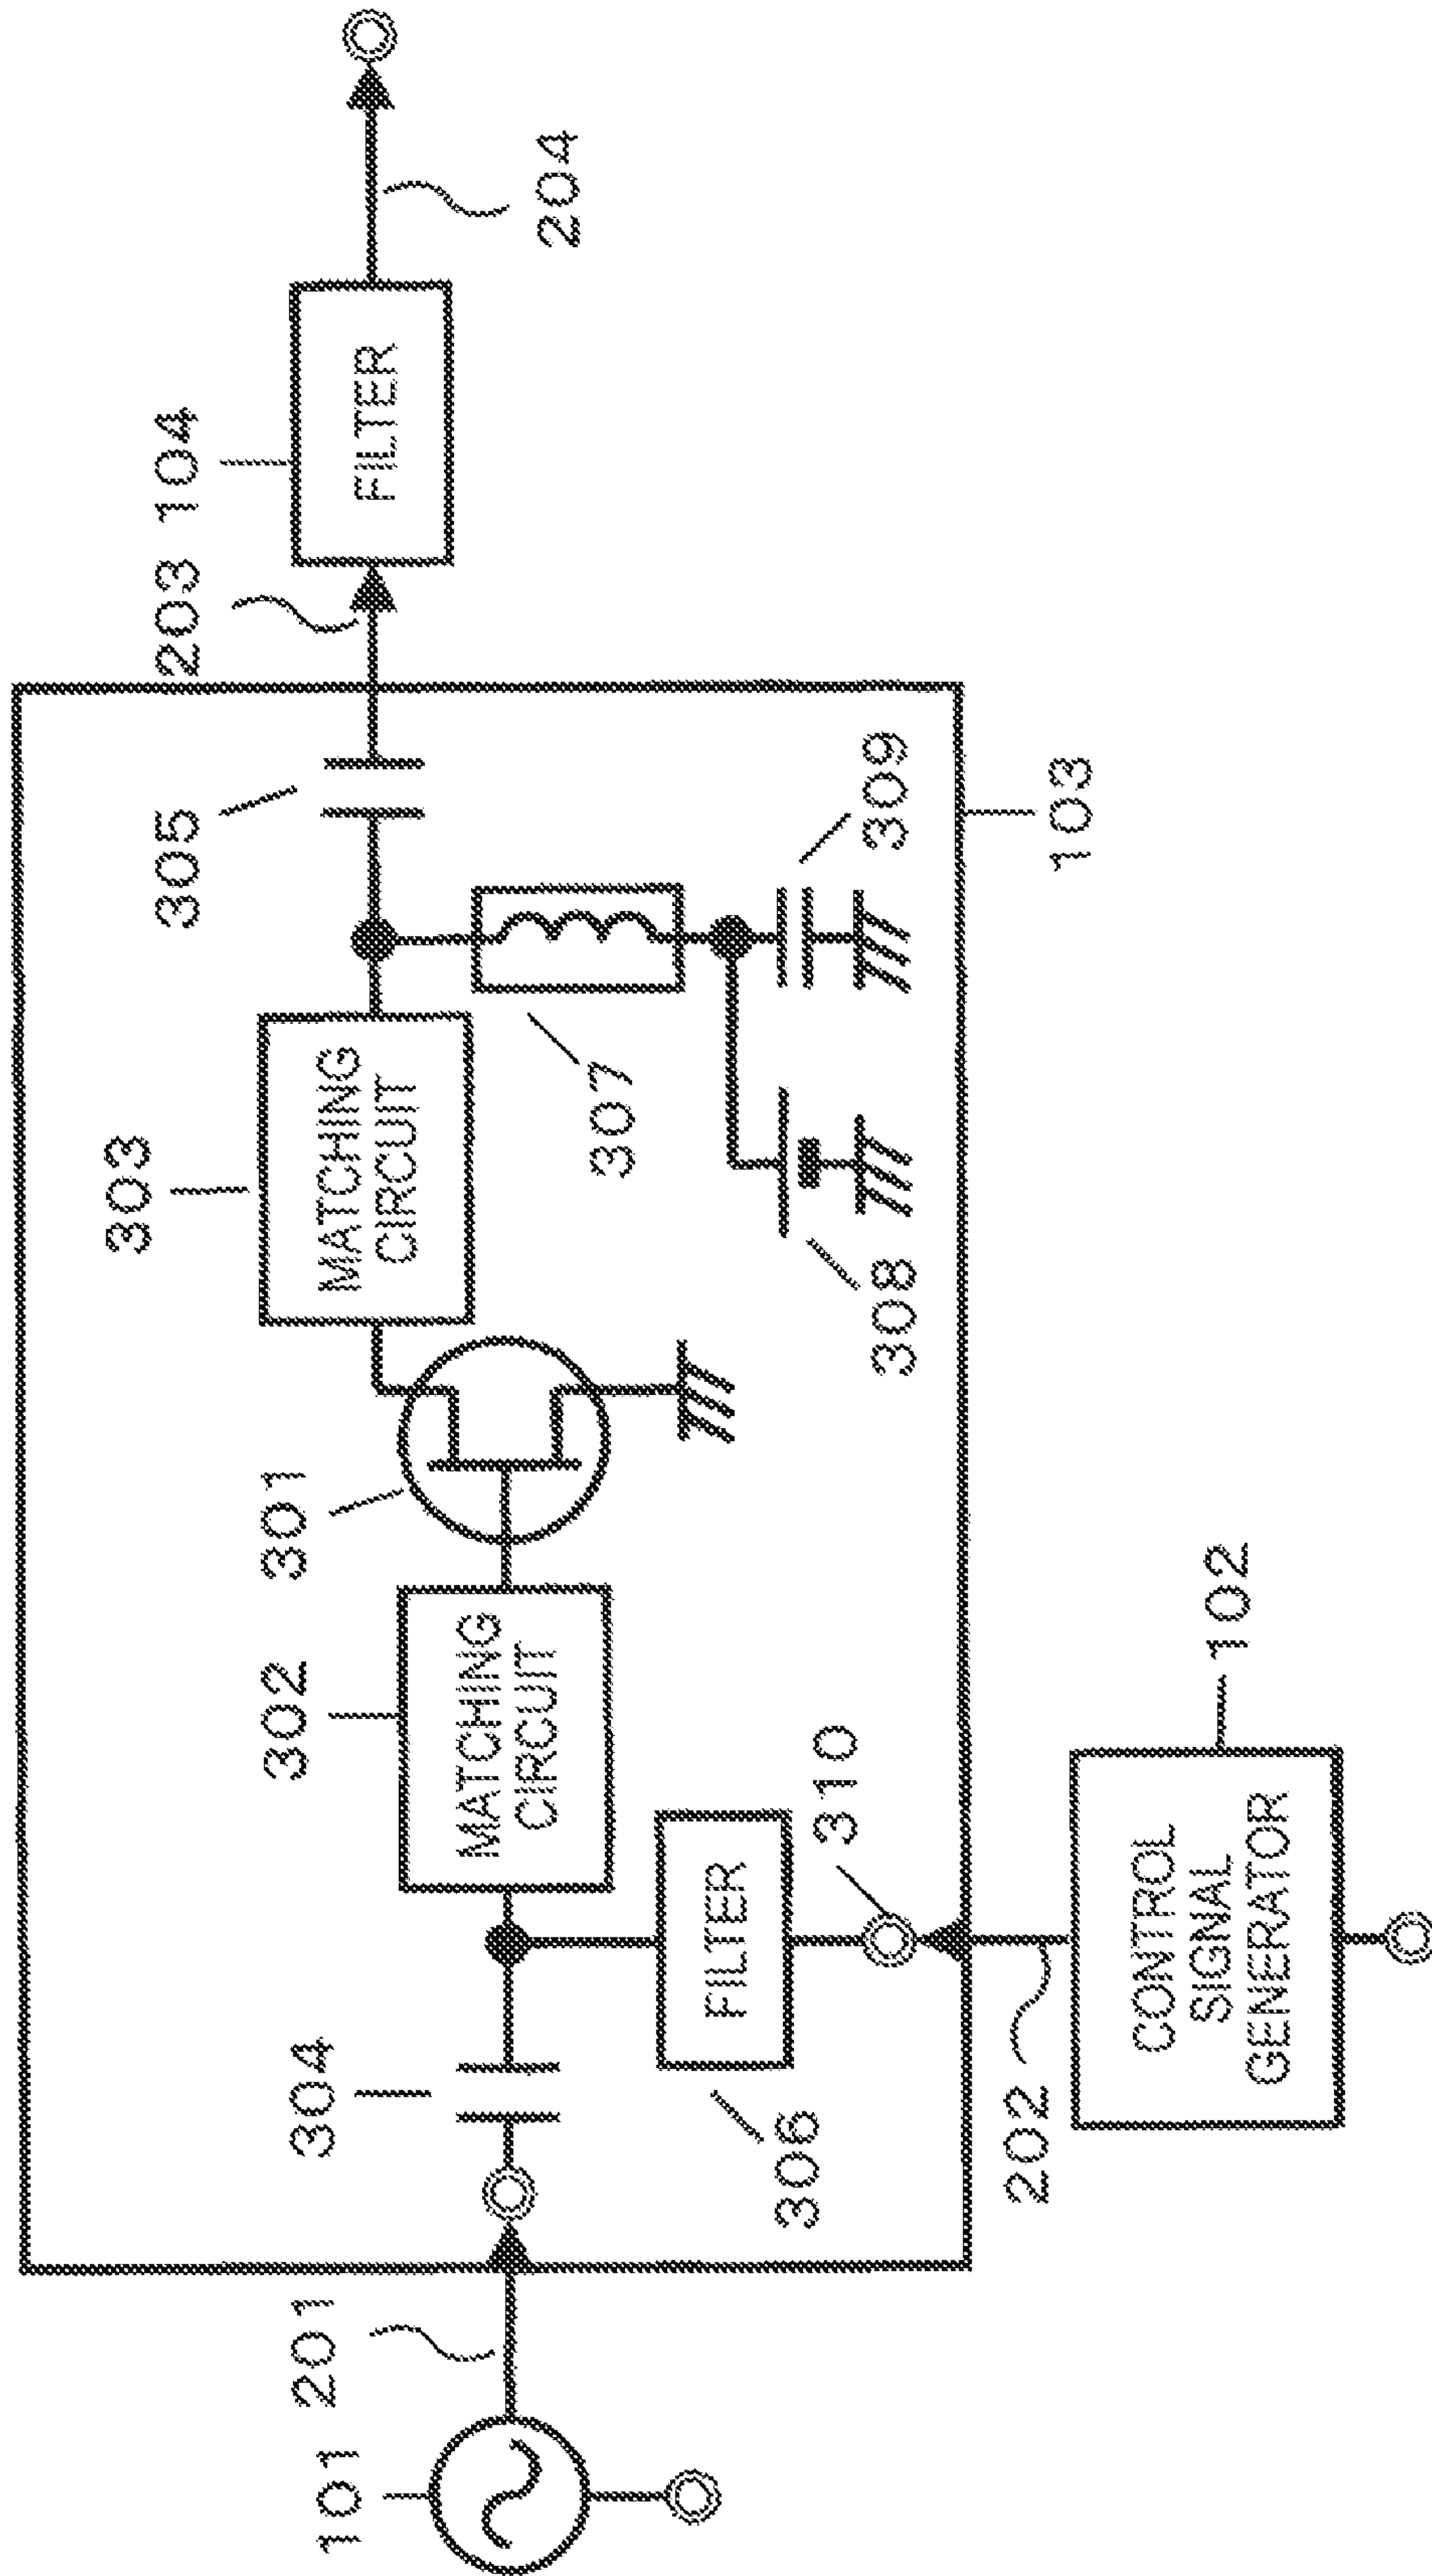 303
305
203
104
FILTER
204
MATCHING
CIRCUIT
301
302
MATCHING
CIRCUIT
304
201
101
307
308
309
306
FILTER
310
103
202
CONTROL
SIGNAL
GENERATOR
102